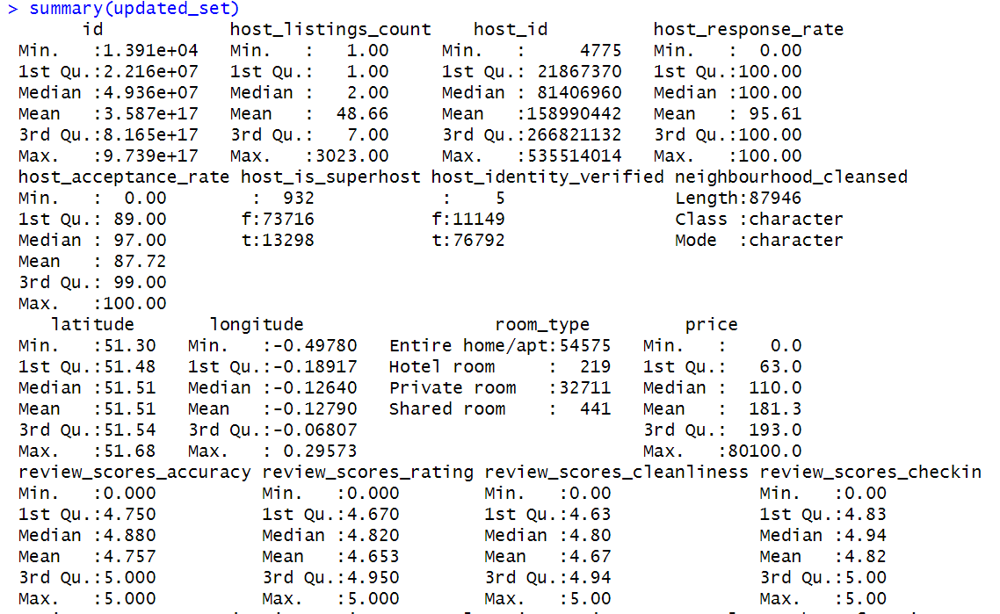 > summary(updated_set)
id host_listings_count host_id host_response_rate
Min. :1.391e+04 Min. : 1.00 Min. : 4775 Min. : 0.00
1st Qu.:2.216e+07 1st Qu.: 1.00 1st Qu.: 21867370 1st Qu.:100.00
Median :4.936e+07 Median : 2.00 Median : 81406960 Median :100.00
Mean :3.587e+17 Mean : 48.66 Mean :158990442 Mean : 95.61
3rd Qu.:8.165e+17 3rd Qu.: 7.00 3rd Qu.:266821132 3rd Qu.:100.00
Max. :9.739e+17 Max. :3023.00 Max. :535514014 Max. :100.00
host_acceptance_rate host_is_superhost host_identity_verified neighbourhood_cleansed
Min. : 0.00 : 932 : 5 Length:87946
1st Qu.: 89.00 f:73716 f:11149 Class :character
Median : 97.00 t:13298 t:76792 Mode :character
Mean : 87.72
3rd Qu.: 99.00
Max. :100.00
latitude longitude room_type price
Min. :51.30 Min. :-0.49780 Entire home/apt:54575 Min. : 0.0
1st Qu.:51.48 1st Qu.:-0.18917 Hotel room : 219 1st Qu.: 63.0
Median :51.51 Median :-0.12640 Private room :32711 Median : 110.0
Mean :51.51 Mean :-0.12790 Shared room : 441 Mean : 181.3
3rd Qu.:51.54 3rd Qu.:-0.06807 3rd Qu.: 193.0
Max. :51.68 Max. : 0.29573 Max. :80100.0
review_scores_accuracy review_scores_rating review_scores_cleanliness review_scores_checkin
Min. :0.000 Min. :0.000 Min. :0.00 Min. :0.00
1st Qu.:4.750 1st Qu.:4.670 1st Qu.:4.63 1st Qu.:4.83
Median :4.880 Median :4.820 Median :4.80 Median :4.94
Mean :4.757 Mean :4.653 Mean :4.67 Mean :4.82
3rd Qu.:5.000 3rd Qu.:4.950 3rd Qu.:4.94 3rd Qu.:5.00
Max. :5.000 Max. :5.000 Max. :5.00 Max. :5.00